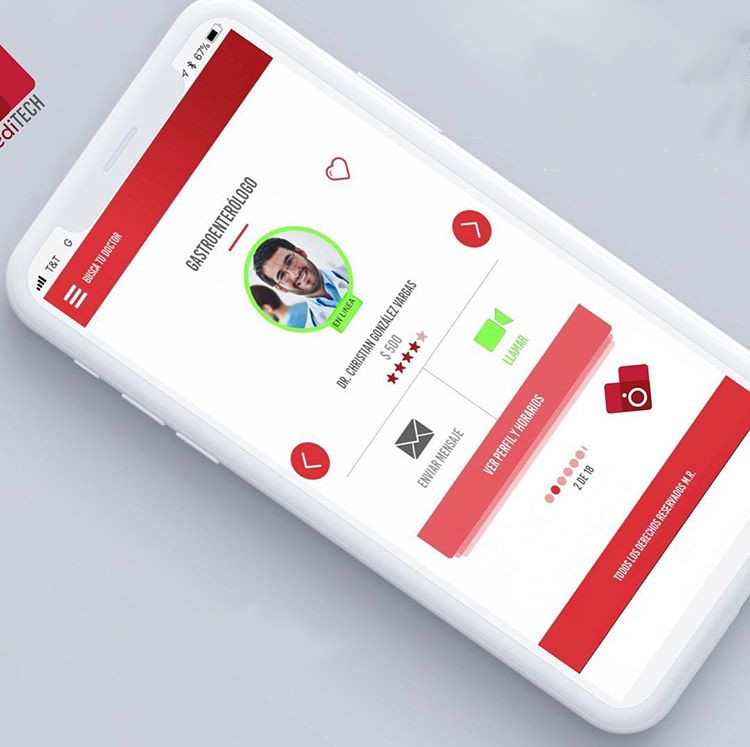 ediTECH
T&T G
67%
BUSCA TU DOCTOR
GASTROENTERÓLOGO
EN LINEA
DR. CHRISTIAN GONZÁLEZ VARGAS
$ 500
ENVIAR MENSAJE
LLAMAR
VER PERFIL Y HORARIOS
2 DE 18
TODOS LOS DERECHOS RESERVADOS M.R.